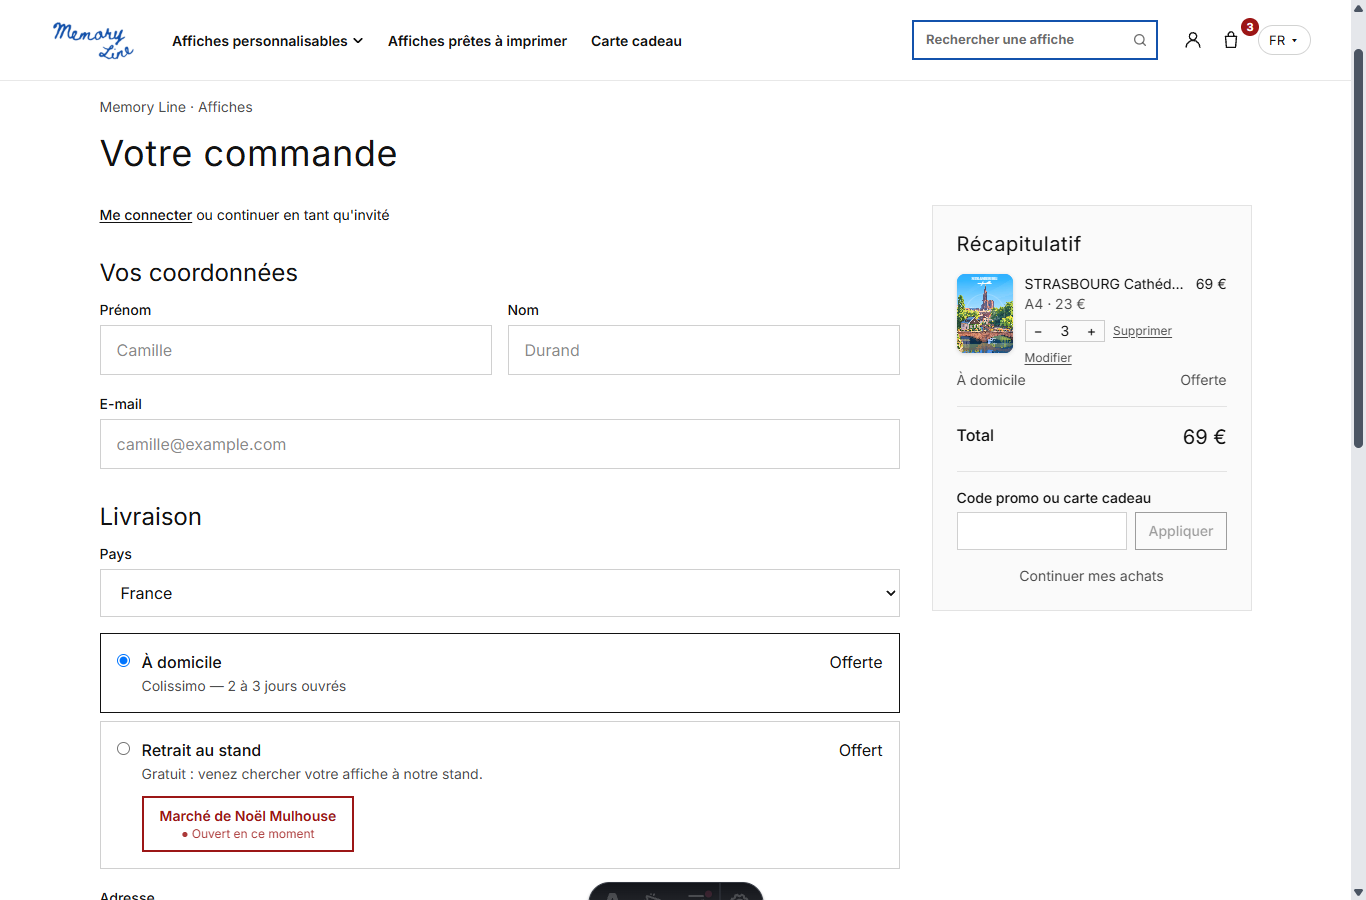 Memory Line
Affiches personnalisables
Affiches prêtes à imprimer
Carte cadeau
Rechercher une affiche
3
FR
Memory Line · Affiches
Votre commande
Me connecter ou continuer en tant qu'invité
Vos coordonnées
Prénom
Nom
Camille
Durand
E-mail
camille@example.com
Livraison
Pays
France
À domicile
Offerte
Colissimo — 2 à 3 jours ouvrés
Retrait au stand
Offert
Gratuit : venez chercher votre affiche à notre stand.
Marché de Noël Mulhouse
● Ouvert en ce moment
Adresse
Récapitulatif
STRASBOURG Cathéd... 69 €
A4 · 23 €
− 3 + Supprimer
Modifier
À domicile Offerte
Total 69 €
Code promo ou carte cadeau
Appliquer
Continuer mes achats